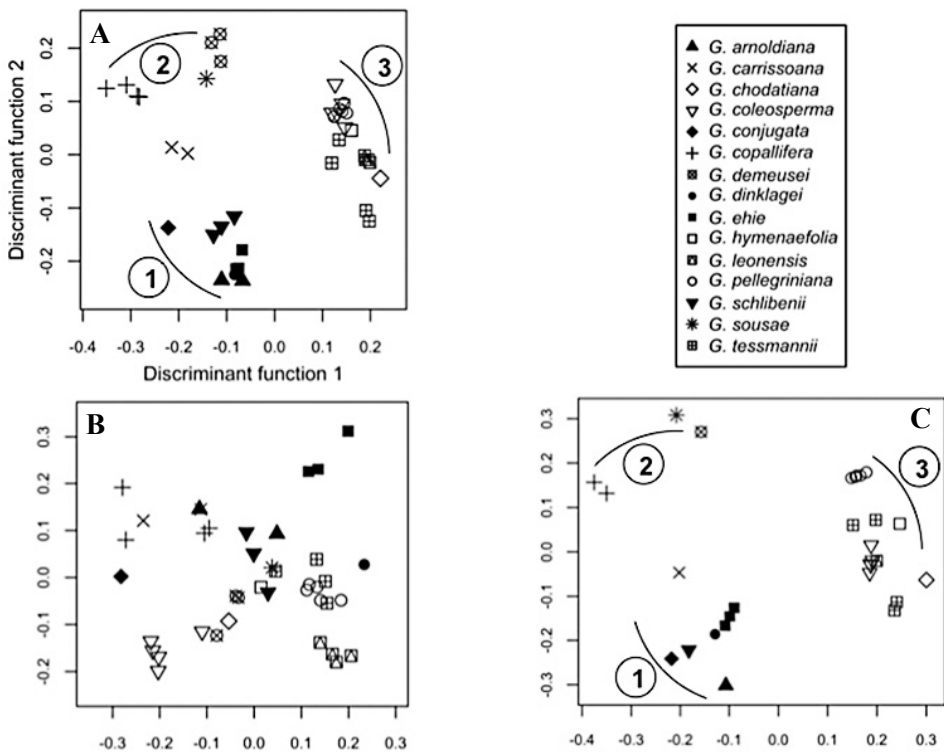 A
2
3
1
Discriminant function 2
0.2
0.1
0.0
-0.1
-0.2
-0.4 -0.3 -0.2 -0.1 0.0 0.1 0.2
Discriminant function 1
G. arnoldiana
G. carrissoana
G. chodatiana
G. coleosperma
G. conjugata
G. copallifera
G. demeusei
G. dinklagei
G. ehie
G. hymenaefolia
G. leonensis
G. pellegriniana
G. schlibenii
G. sousae
G. tessmannii
B
0.3
0.2
0.1
0.0
-0.1
-0.2
-0.3 -0.2 -0.1 0.0 0.1 0.2 0.3
C
2
3
1
0.3
0.2
0.1
0.0
-0.1
-0.2
-0.3
-0.4 -0.3 -0.2 -0.1 0.0 0.1 0.2 0.3